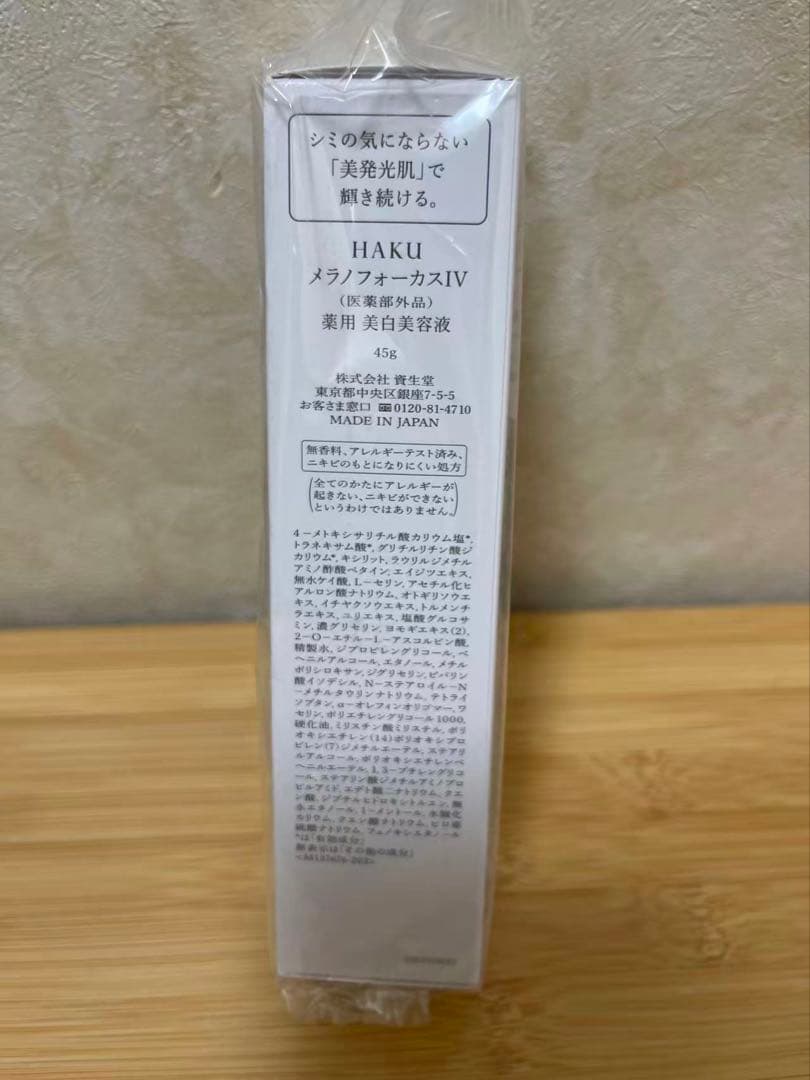 シミの気にならない
「美発光肌」で
輝き続ける。
HAKU
メラノフォーカスIV
（医薬部外品）
薬用 美白美容液
45g
株式会社 資生堂
東京都中央区銀座7-5-5
お客さま窓口 0120-81-4710
MADE IN JAPAN
無香料、アレルギーテスト済み、
ニキビのもとになりにくい処方
（全てのかたにアレルギーが
起きない、ニキビができない
というわけではありません。）
4－メトキシサリチル酸カリウム塩*,
トラネキサム酸*, グリチルリチン酸ジ
カリウム*, キシリット, ラウリルジメチル
アミノ酢酸ベタイン, エイジツエキス,
無水ケイ酸, L－セリン, アセチル化ヒ
アルロン酸ナトリウム, オトギリソウエ
キス, イチヤクソウエキス, トルメンチ
ラエキス, ユリエキス, 塩酸グルコサ
ミン, 濃グリセリン, ヨモギエキス(2),
2－O－エチル－L－アスコルビン酸,
精製水, ジプロピレングリコール, ベ
ヘニルアルコール, エタノール, メチル
ポリシロキサン, ジグリセリン, ピバリン
酸イソデシル, N－ステアロイル－N
－メチルタウリンナトリウム, テトライ
ソブタン, α－オレフィンオリゴマー, ワ
セリン, ポリエチレングリコール1000,
硬化油, ミリスチン酸ミリスチル, ポリ
オキシエチレン(14)ポリオキシプロ
ピレン(7)ジメチルエーテル, ステアリ
ルアルコール, ポリオキシエチレンベ
ヘニルエーテル, 1,3－ブチレングリコ
ール, ステアリン酸ジメチルアミノプロ
ピルアミド, エデト酸二ナトリウム, クエ
ン酸, ジブチルヒドロキシトルエン, 無
水エタノール, l－メントール, 水酸化
カリウム, クエン酸ナトリウム, ピロ亜
硫酸ナトリウム, フェノキシエタノール
*は「有効成分」
無表示は「その他の成分」